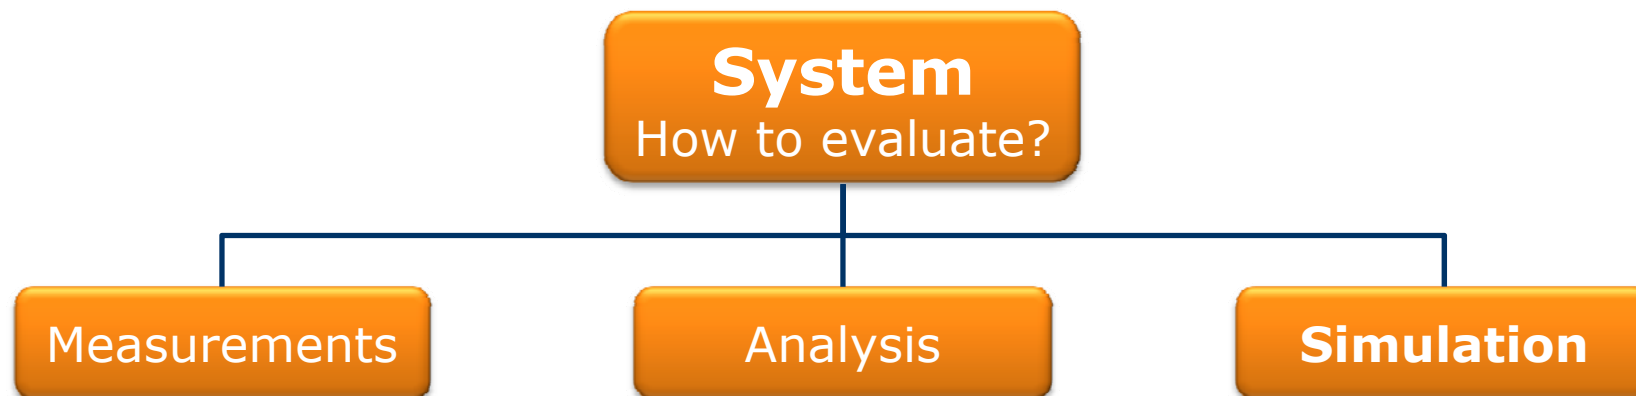 System
How to evaluate?
Measurements
Analysis
Simulation